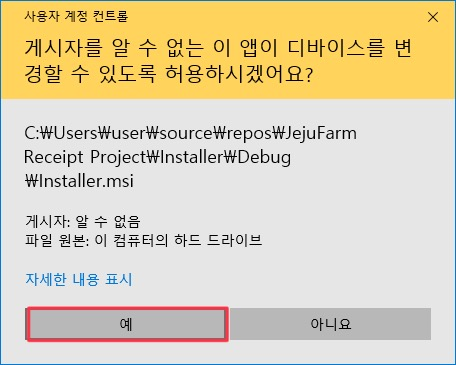 사용자 계정 컨트롤
게시자를 알 수 없는 이 앱이 디바이스를 변
경할 수 있도록 허용하시겠어요?
C:₩Users₩user₩source₩repos₩JejuFarm
Receipt Project₩Installer₩Debug
₩Installer.msi
게시자: 알 수 없음
파일 원본: 이 컴퓨터의 하드 드라이브
자세한 내용 표시
예
아니요